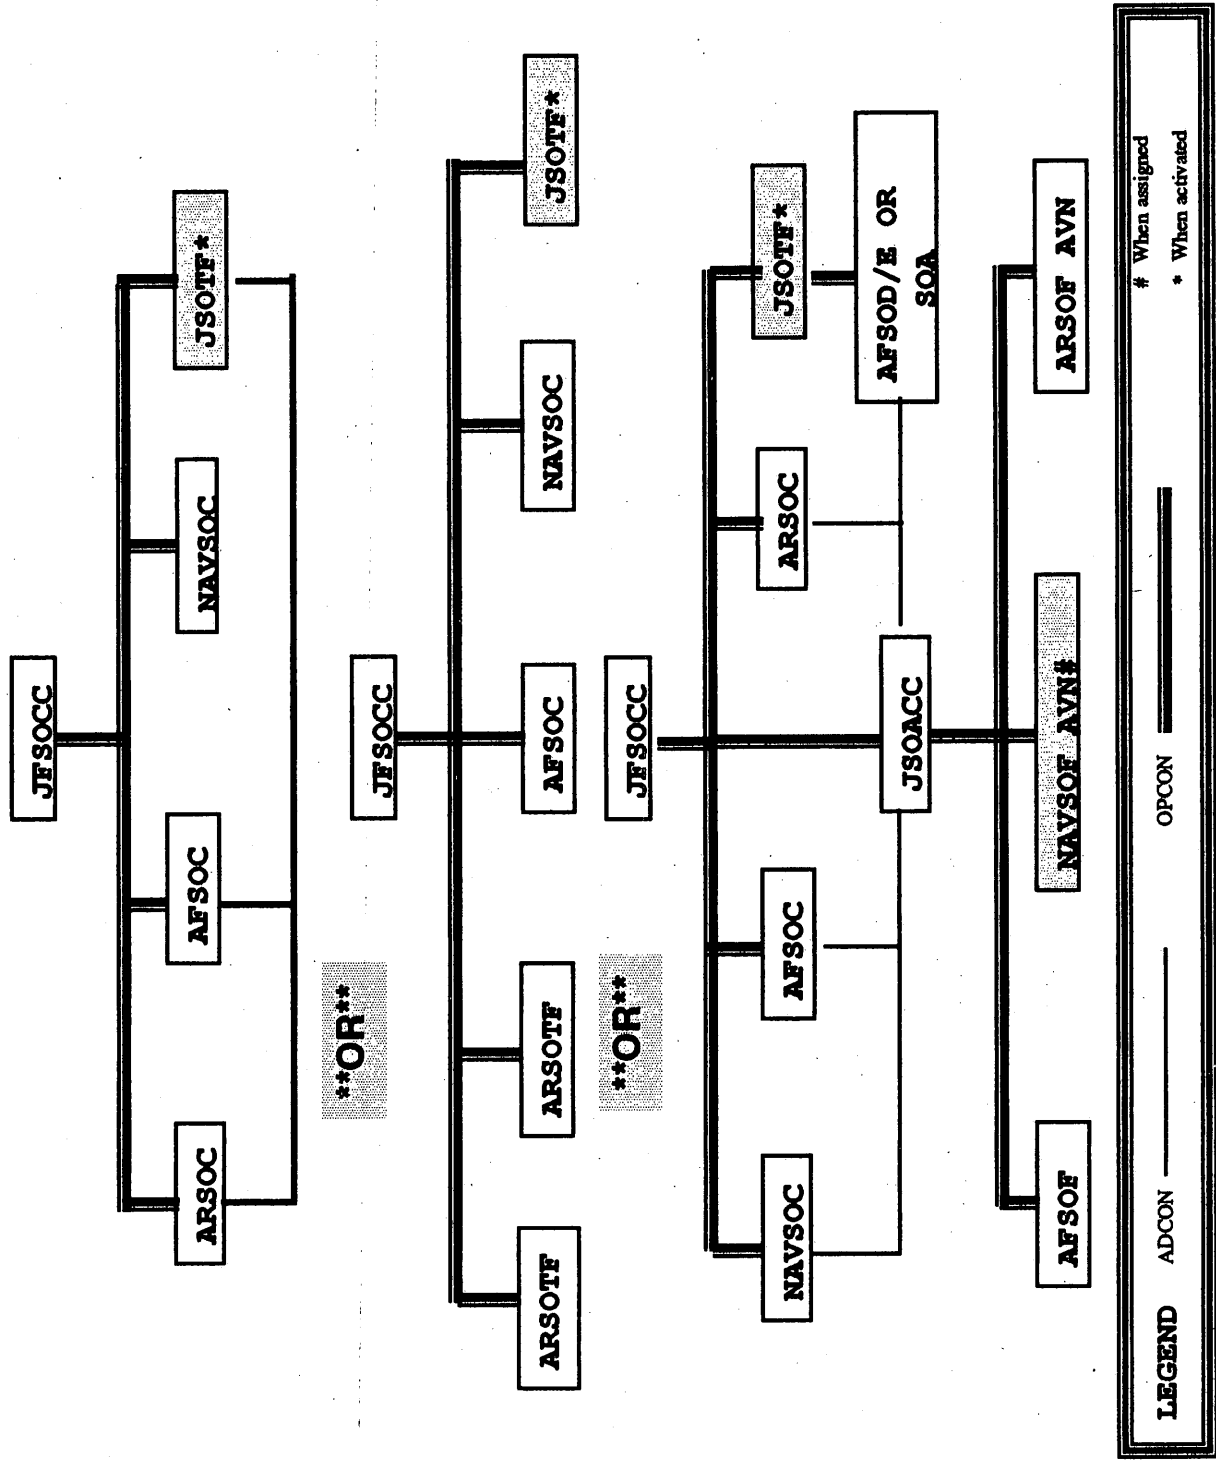 JFSOCC
ARSOC
AFSOC
NAVSOC
JSOTF*
**OR**
JFSOCC
ARSOTF
ARSOTF
AFSOC
NAVSOC
JSOTF*
**OR**
JFSOCC
NAVSOC
AFSOC
ARSOC
JSOTF*
JSOACC
AFSOD/E OR
SOA
AFSOF
NAVSOF AVN#
ARSOF AVN
LEGEND
ADCON
OPCON
# When assigned
* When activated